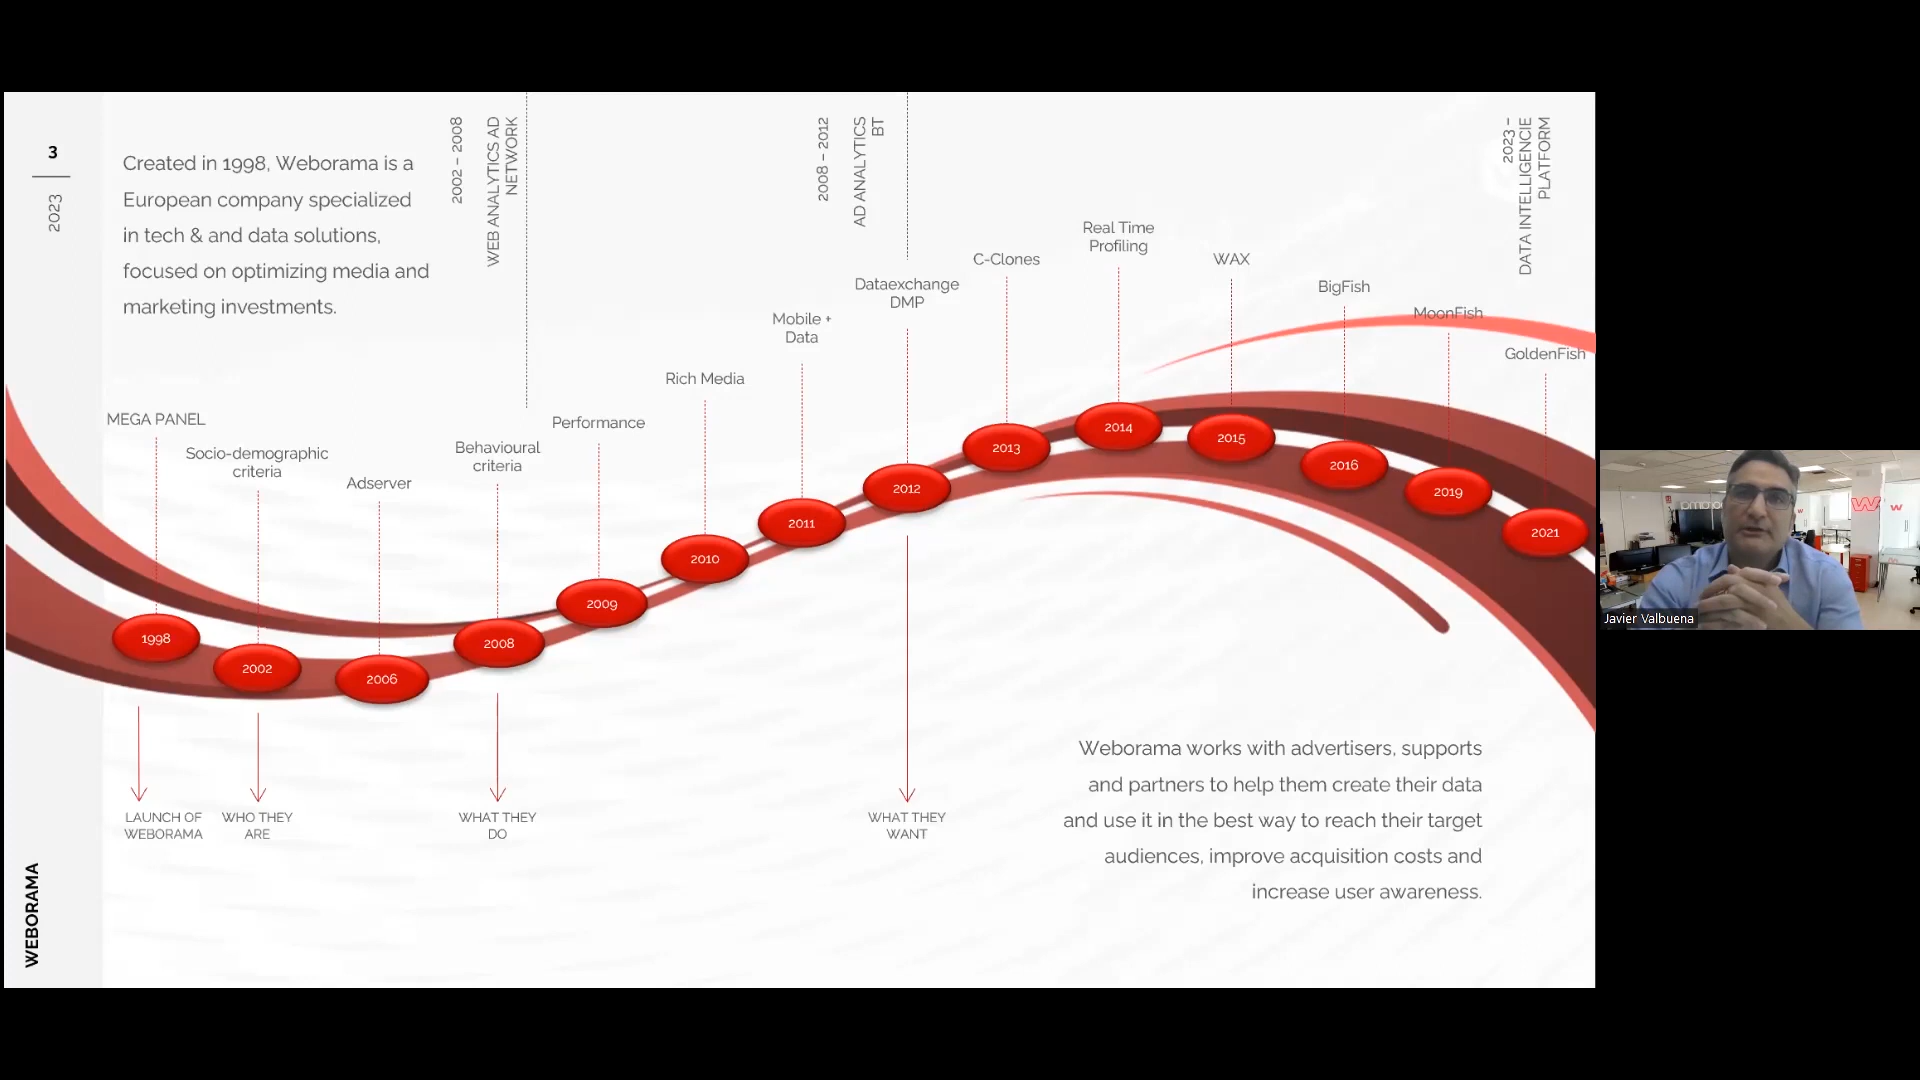 3
2023
WEBORAMA
Created in 1998, Weborama is a
European company specialized
in tech & and data solutions,
focused on optimizing media and
marketing investments.
2002 – 2008
WEB ANALYTICS AD
NETWORK
2008 – 2012
AD ANALYTICS
BT
2023 –
DATA INTELLIGENCIE
PLATFORM
MEGA PANEL
Socio-demographic
criteria
Adserver
Behavioural
criteria
Performance
Rich Media
Mobile +
Data
Dataexchange
DMP
C-Clones
Real Time
Profiling
WAX
BigFish
MoonFish
GoldenFish
1998
2002
2006
2008
2009
2010
2011
2012
2013
2014
2015
2016
2019
2021
LAUNCH OF
WEBORAMA
WHO THEY
ARE
WHAT THEY
DO
WHAT THEY
WANT
Weborama works with advertisers, supports
and partners to help them create their data
and use it in the best way to reach their target
audiences, improve acquisition costs and
increase user awareness.
Javier Valbuena